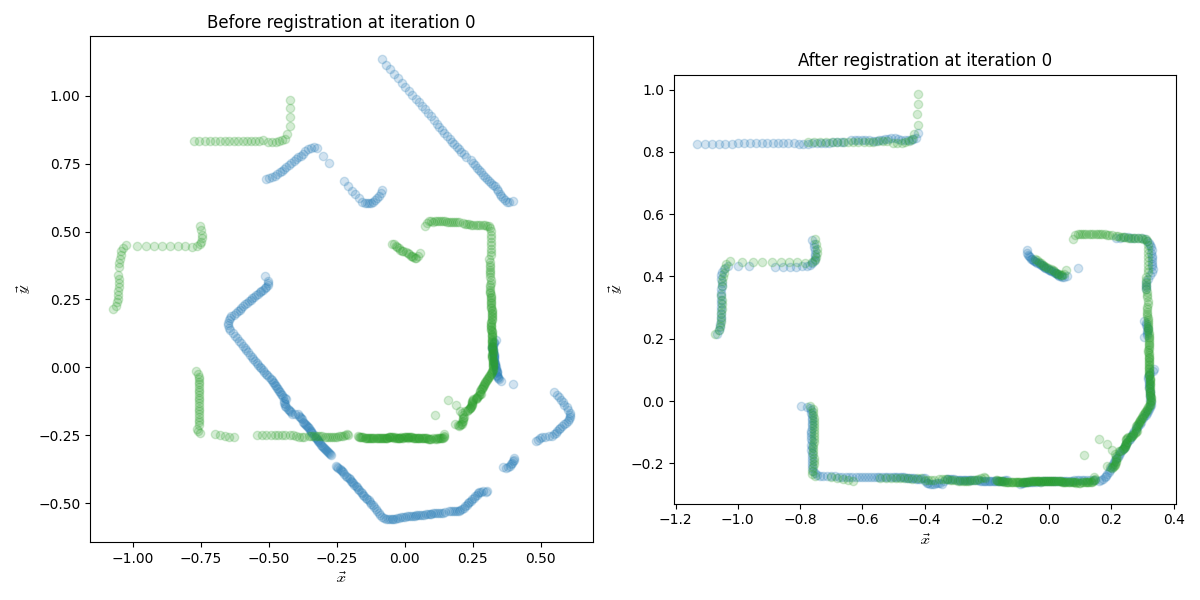 Before registration at iteration 0
1.00
0.75
0.50
0.25
0.00
−0.25
−0.50
−1.00 −0.75 −0.50 −0.25 0.00 0.25 0.50
x⃗
y⃗
After registration at iteration 0
1.0
0.8
0.6
0.4
0.2
0.0
−0.2
−1.2 −1.0 −0.8 −0.6 −0.4 −0.2 0.0 0.2 0.4
x⃗
y⃗